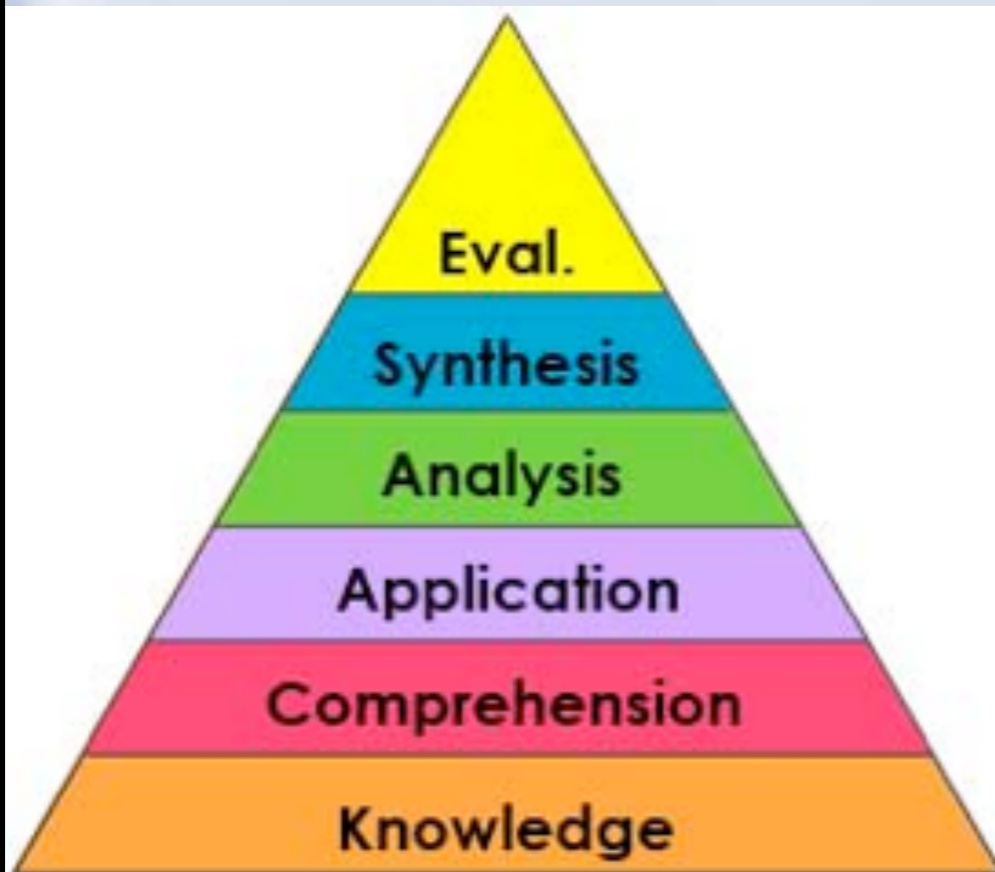 Eval.
Synthesis
Analysis
Application
Comprehension
Knowledge